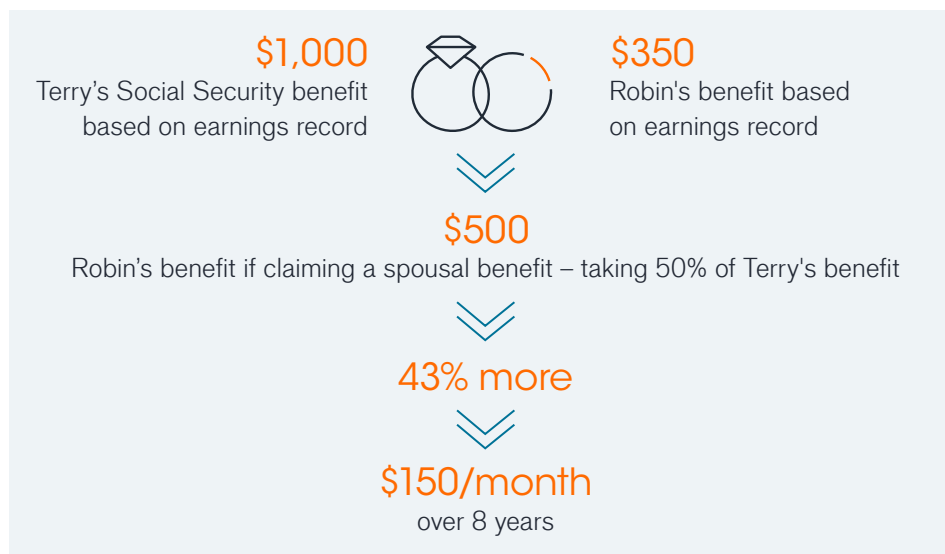 $1,000
Terry’s Social Security benefit
based on earnings record
$350
Robin's benefit based
on earnings record
$500
Robin’s benefit if claiming a spousal benefit – taking 50% of Terry's benefit
43% more
$150/month
over 8 years